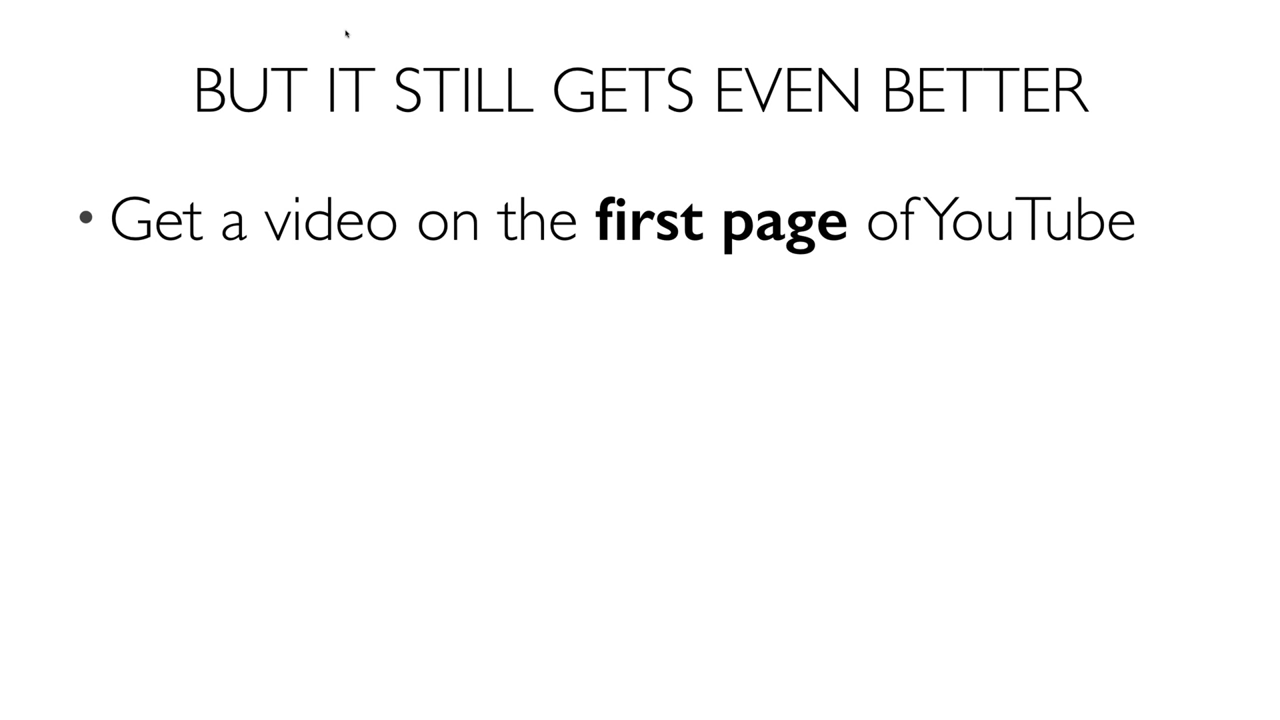 BUT IT STILL GETS EVEN BETTER
• Get a video on the first page of YouTube